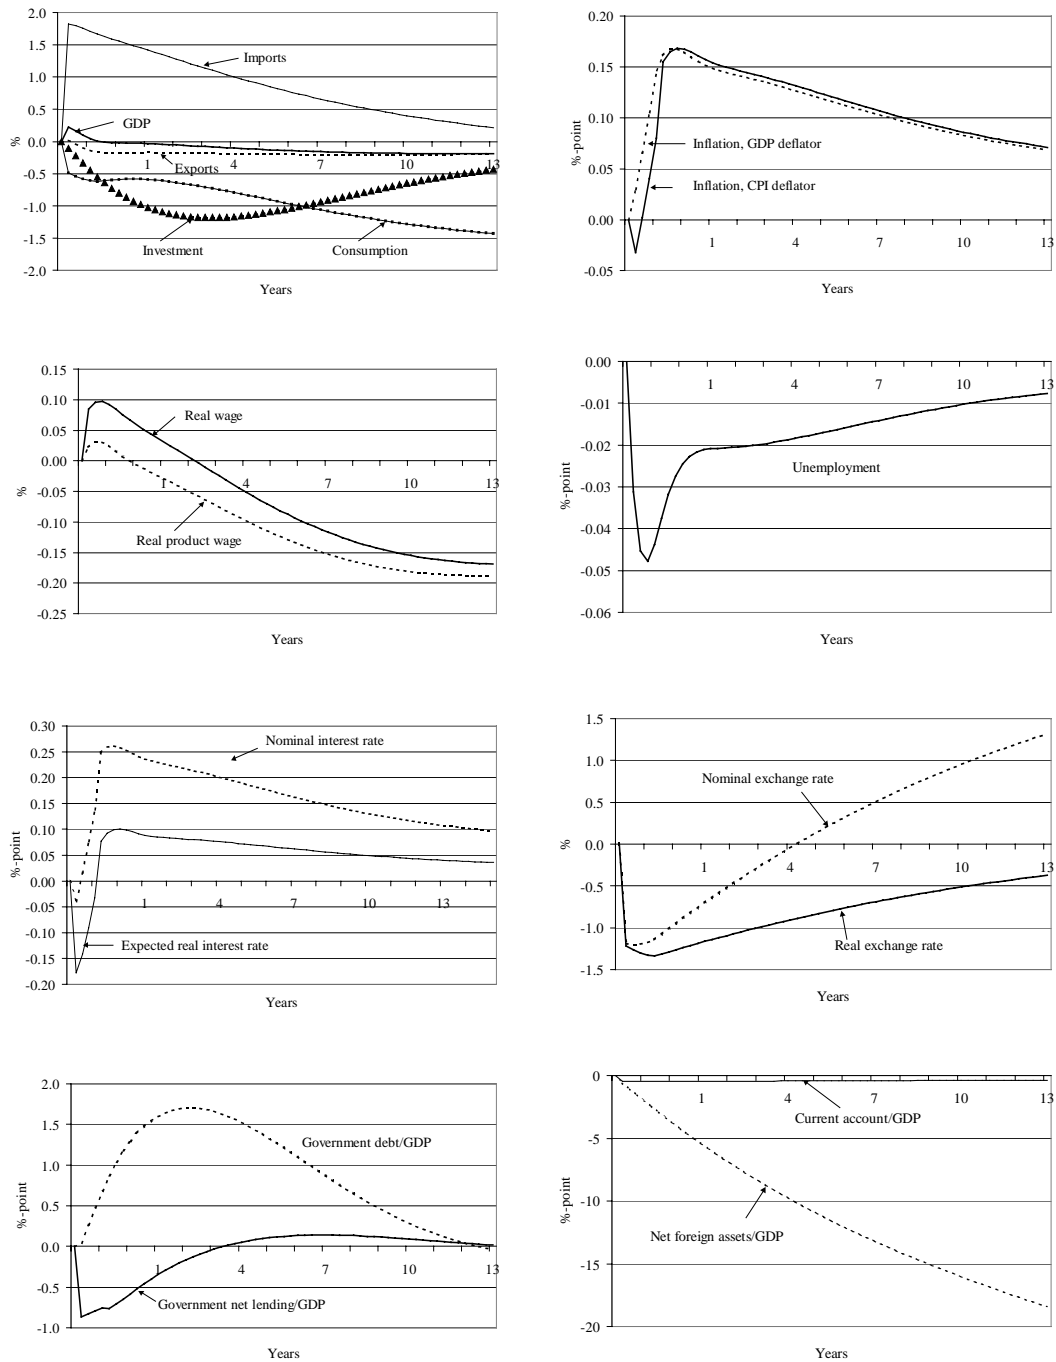 2.0
1.5
1.0
0.5
0.0
-0.5
-1.0
-1.5
-2.0
%
Imports
GDP
Exports
Investment
Consumption
1 4 7 10 13
Years
0.20
0.15
0.10
0.05
0.00
-0.05
%-point
Inflation, GDP deflator
Inflation, CPI deflator
1 4 7 10 13
Years
0.15
0.10
0.05
0.00
-0.05
-0.10
-0.15
-0.20
-0.25
%
Real wage
Real product wage
1 4 7 10 13
Years
0.00
-0.01
-0.02
-0.03
-0.04
-0.05
-0.06
%-point
1 4 7 10 13
Unemployment
Years
0.30
0.25
0.20
0.15
0.10
0.05
0.00
-0.05
-0.10
-0.15
-0.20
%-point
Nominal interest rate
1 4 7 10 13
Expected real interest rate
Years
1.5
1.0
0.5
0.0
-0.5
-1.0
-1.5
%
Nominal exchange rate
1 4 7 10 13
Real exchange rate
Years
2.0
1.5
1.0
0.5
0.0
-0.5
-1.0
%-point
Government debt/GDP
1 4 7 10 13
Government net lending/GDP
Years
0
-5
-10
-15
-20
%-point
1 4 7 10 13
Current account/GDP
Net foreign assets/GDP
Years